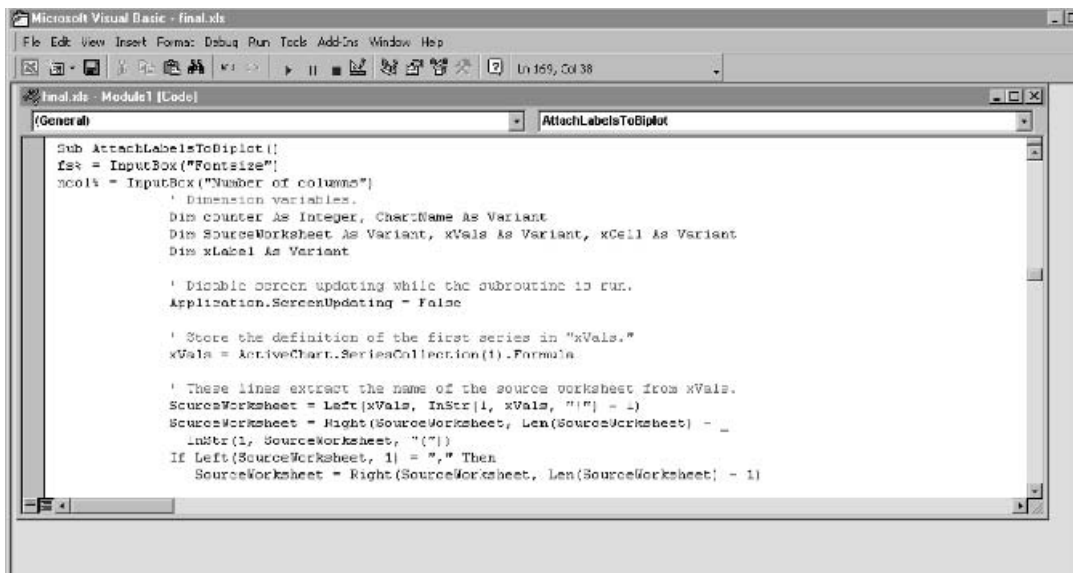 Microsoft Visual Basic - final.xls
File Edit View Insert Format Debug Run Tools Add-Ins Window Help
Ln 169, Col 38
final.xls - Module1 [Code]
(General) AttachLabelsToBiplot
Sub AttachLabelsToBiplot()
fs% = InputBox("Fontsize")
ncol% = InputBox("Number of columns")
' Dimension variables.
Dim counter As Integer, ChartName As Variant
Dim SourceWorksheet As Variant, xVals As Variant, xCell As Variant
Dim xLabel As Variant
' Disable screen updating while the subroutine is run.
Application.ScreenUpdating = False
' Store the definition of the first series in "xVals."
xVals = ActiveChart.SeriesCollection(1).Formula
' These lines extract the name of the source worksheet from xVals.
SourceWorksheet = Left(xVals, InStr(1, xVals, "!") - 1)
SourceWorksheet = Right(SourceWorksheet, Len(SourceWorksheet) - _
InStr(1, SourceWorksheet, "("))
If Left(SourceWorksheet, 1) = "," Then
SourceWorksheet = Right(SourceWorksheet, Len(SourceWorksheet) - 1)